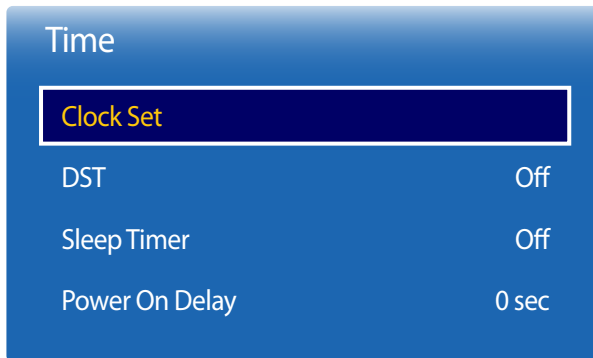 Time
Clock Set
DST Off
Sleep Timer Off
Power On Delay 0 sec